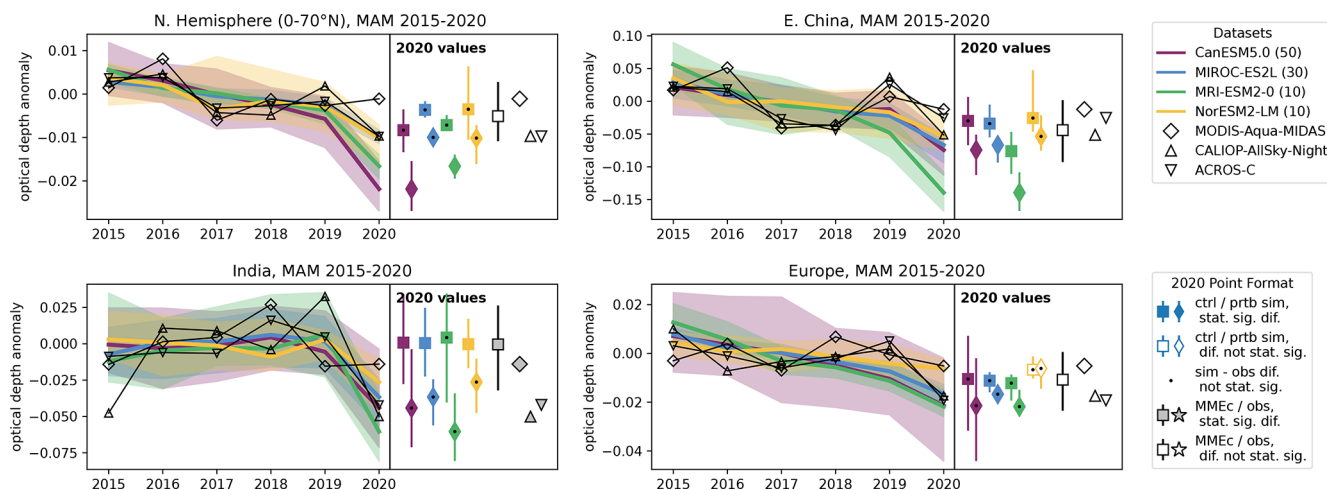 N. Hemisphere (0-70°N), MAM 2015-2020
optical depth anomaly
0.01
0.00
−0.01
−0.02
2020 values
2015 2016 2017 2018 2019 2020
E. China, MAM 2015-2020
optical depth anomaly
0.10
0.05
0.00
−0.05
−0.10
−0.15
2020 values
2015 2016 2017 2018 2019 2020
Datasets
CanESM5.0 (50)
MIROC-ES2L (30)
MRI-ESM2-0 (10)
NorESM2-LM (10)
MODIS-Aqua-MIDAS
CALIOP-AllSky-Night
ACROS-C
India, MAM 2015-2020
optical depth anomaly
0.025
0.000
−0.025
−0.050
−0.075
2020 values
2015 2016 2017 2018 2019 2020
Europe, MAM 2015-2020
optical depth anomaly
0.02
0.00
−0.02
−0.04
2020 values
2015 2016 2017 2018 2019 2020
2020 Point Format
ctrl / prtb sim,
stat. sig. dif.
ctrl / prtb sim,
dif. not stat. sig.
sim - obs dif.
not stat. sig.
MMEc / obs,
stat. sig. dif.
MMEc / obs,
dif. not stat. sig.